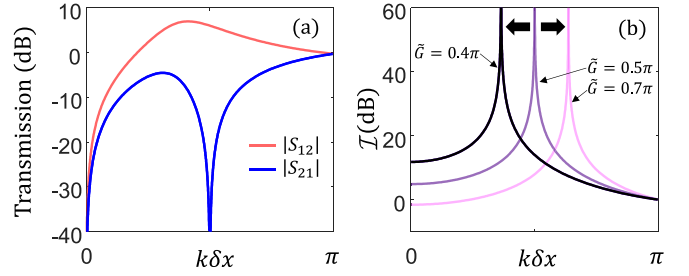 (a)
Transmission (dB)
10
0
-10
-20
-30
-40
|S₁₂|
|S₂₁|
0
kδx
π
(b)
ℐ(dB)
60
40
20
0
G̃ = 0.4π
G̃ = 0.5π
G̃ = 0.7π
0
kδx
π